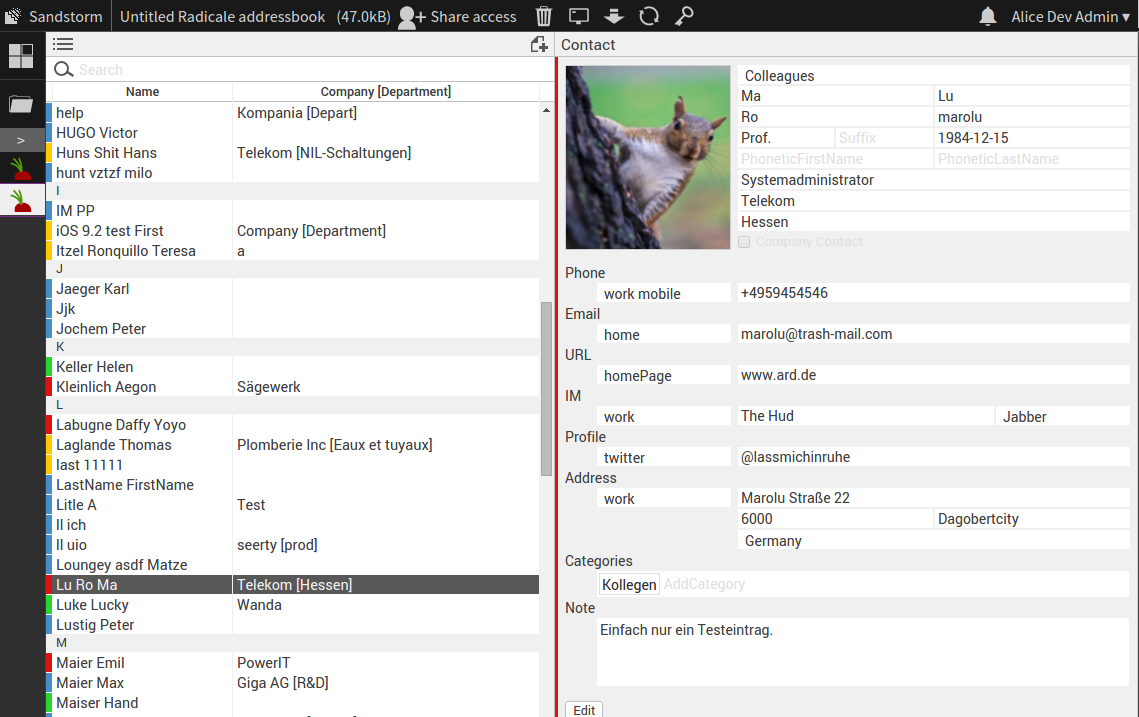 Sandstorm Untitled Radicale addressbook (47.0kB) Share access Alice Dev Admin ▾
>
Search
Name Company [Department]
help Kompania [Depart]
HUGO Victor
Huns Shit Hans Telekom [NIL-Schaltungen]
hunt vztzf milo
I
IM PP
iOS 9.2 test First Company [Department]
Itzel Ronquillo Teresa a
J
Jaeger Karl
Jjk
Jochem Peter
K
Keller Helen
Kleinlich Aegon Sägewerk
L
Labugne Daffy Yoyo
Laglande Thomas Plomberie Inc [Eaux et tuyaux]
last 11111
LastName FirstName
Litle A Test
ll ich
ll uio seerty [prod]
Loungey asdf Matze
Lu Ro Ma Telekom [Hessen]
Luke Lucky Wanda
Lustig Peter
M
Maier Emil PowerIT
Maier Max Giga AG [R&D]
Maiser Hand
Contact
Colleagues
Ma Lu
Ro marolu
Prof. Suffix 1984-12-15
PhoneticFirstName PhoneticLastName
Systemadministrator
Telekom
Hessen
Company Contact
Phone
work mobile +4959454546
Email
home marolu@trash-mail.com
URL
homePage www.ard.de
IM
work The Hud Jabber
Profile
twitter @lassmichinruhe
Address
work Marolu Straße 22
6000 Dagobertcity
Germany
Categories
Kollegen AddCategory
Note
Einfach nur ein Testeintrag.
Edit